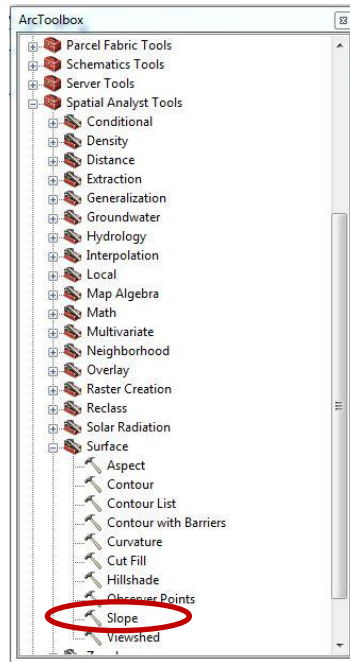 ArcToolbox
Parcel Fabric Tools
Schematics Tools
Server Tools
Spatial Analyst Tools
Conditional
Density
Distance
Extraction
Generalization
Groundwater
Hydrology
Interpolation
Local
Map Algebra
Math
Multivariate
Neighborhood
Overlay
Raster Creation
Reclass
Solar Radiation
Surface
Aspect
Contour
Contour List
Contour with Barriers
Curvature
Cut Fill
Hillshade
Observer Points
Slope
Viewshed